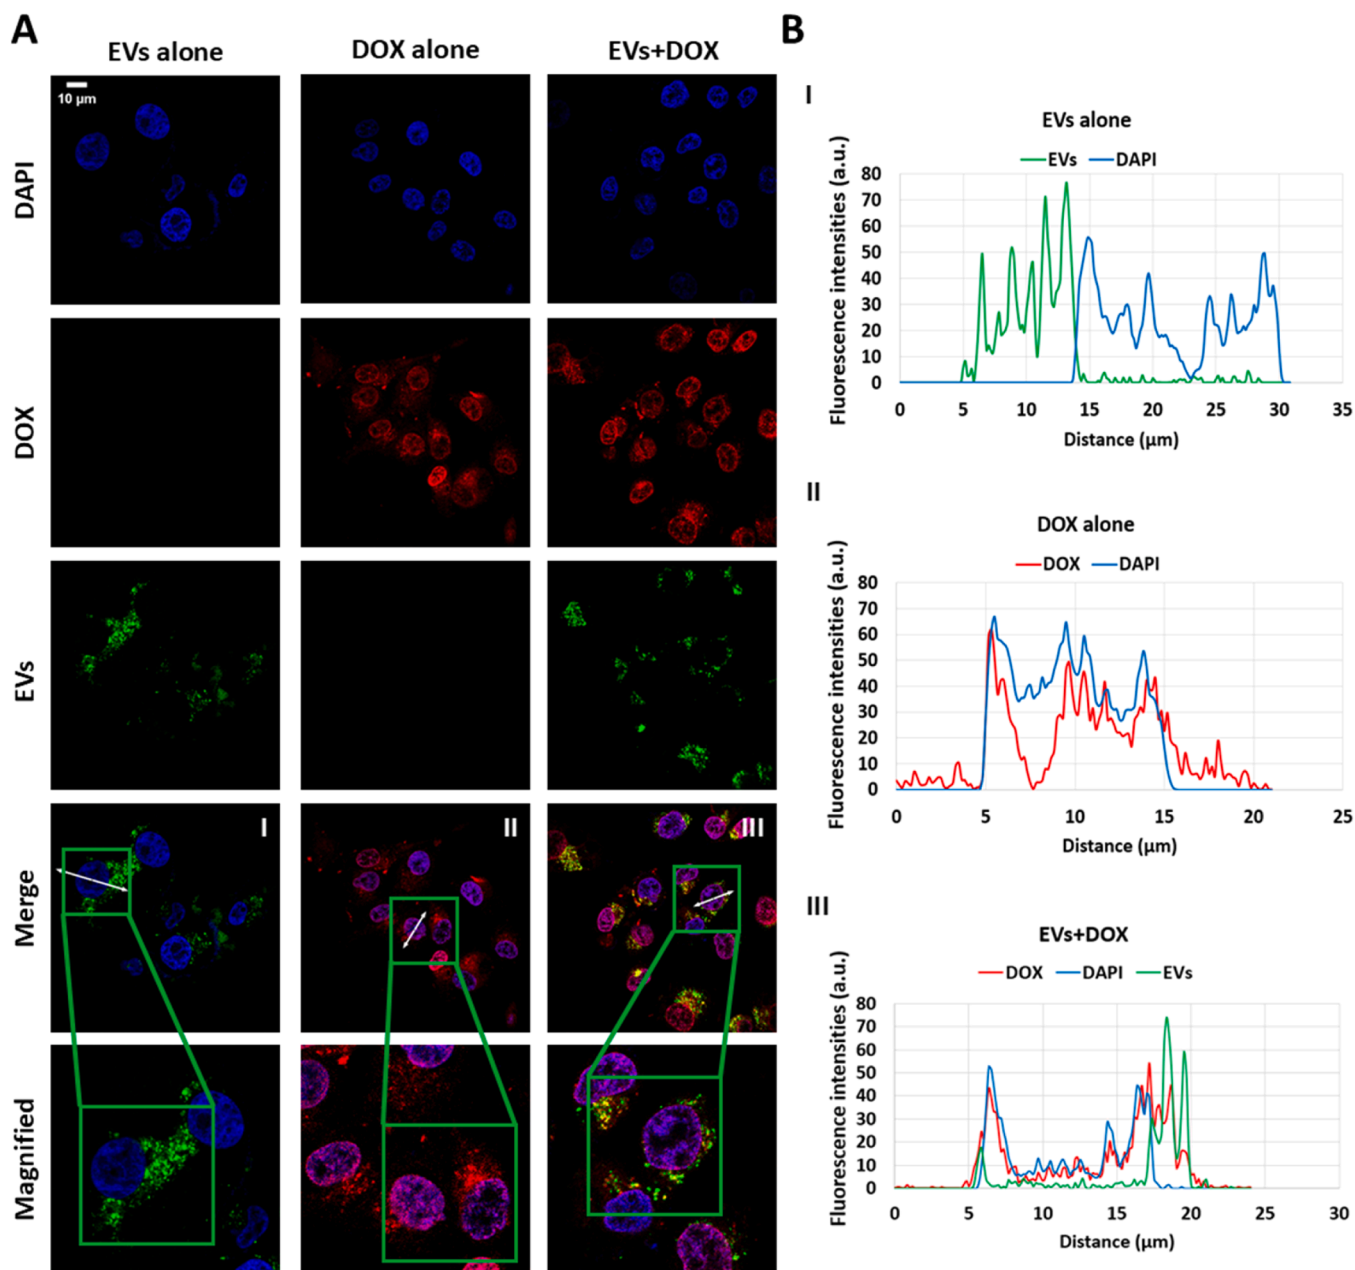 A
B
EVs alone
DOX alone
EVs+DOX
DAPI
10 µm
DOX
EVs
Merge
I
II
III
Magnified
I
EVs alone
EVs
DAPI
Fluorescence intensities (a.u.)
80
70
60
50
40
30
20
10
0
0 5 10 15 20 25 30 35
Distance (µm)
II
DOX alone
DOX
DAPI
Fluorescence intensities (a.u.)
80
70
60
50
40
30
20
10
0
0 5 10 15 20 25
Distance (µm)
III
EVs+DOX
DOX
DAPI
EVs
Fluorescence intensities (a.u.)
80
70
60
50
40
30
20
10
0
0 5 10 15 20 25 30
Distance (µm)